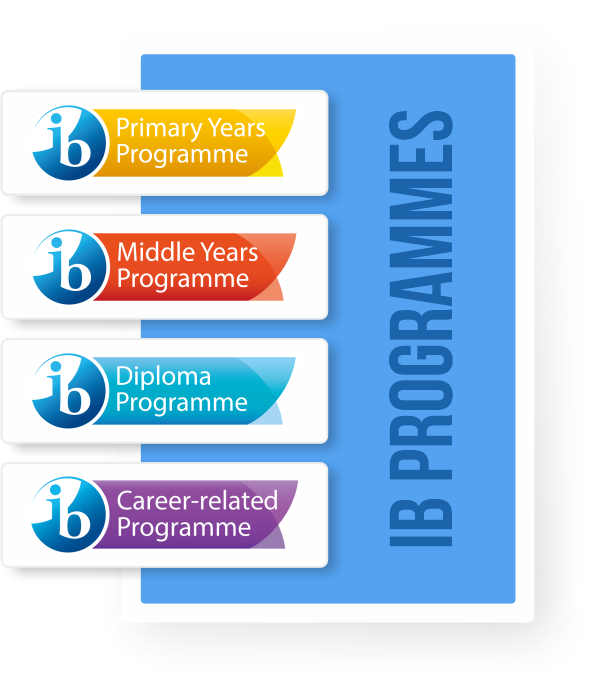 ib Primary Years
Programme
ib Middle Years
Programme
ib Diploma
Programme
ib Career-related
Programme
IB PROGRAMMES